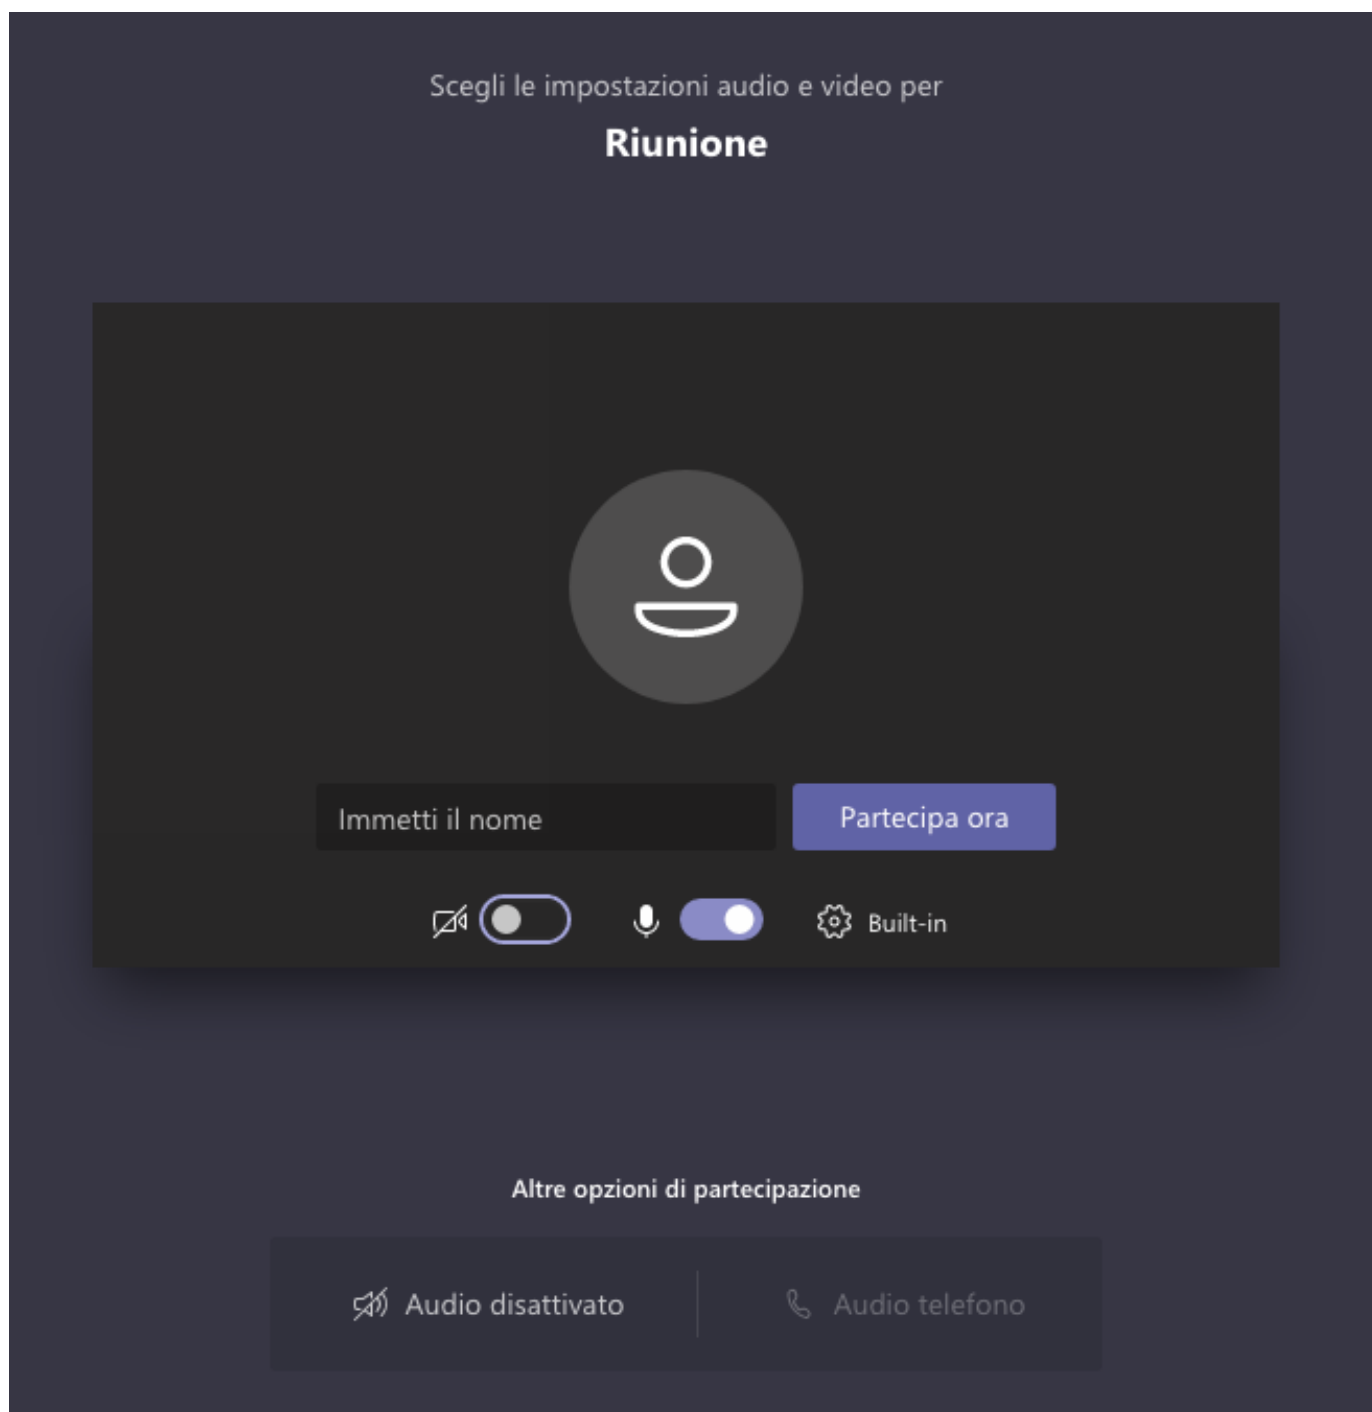 Scegli le impostazioni audio e video per
Riunione
Immetti il nome
Partecipa ora
Built-in
Altre opzioni di partecipazione
Audio disattivato
Audio telefono